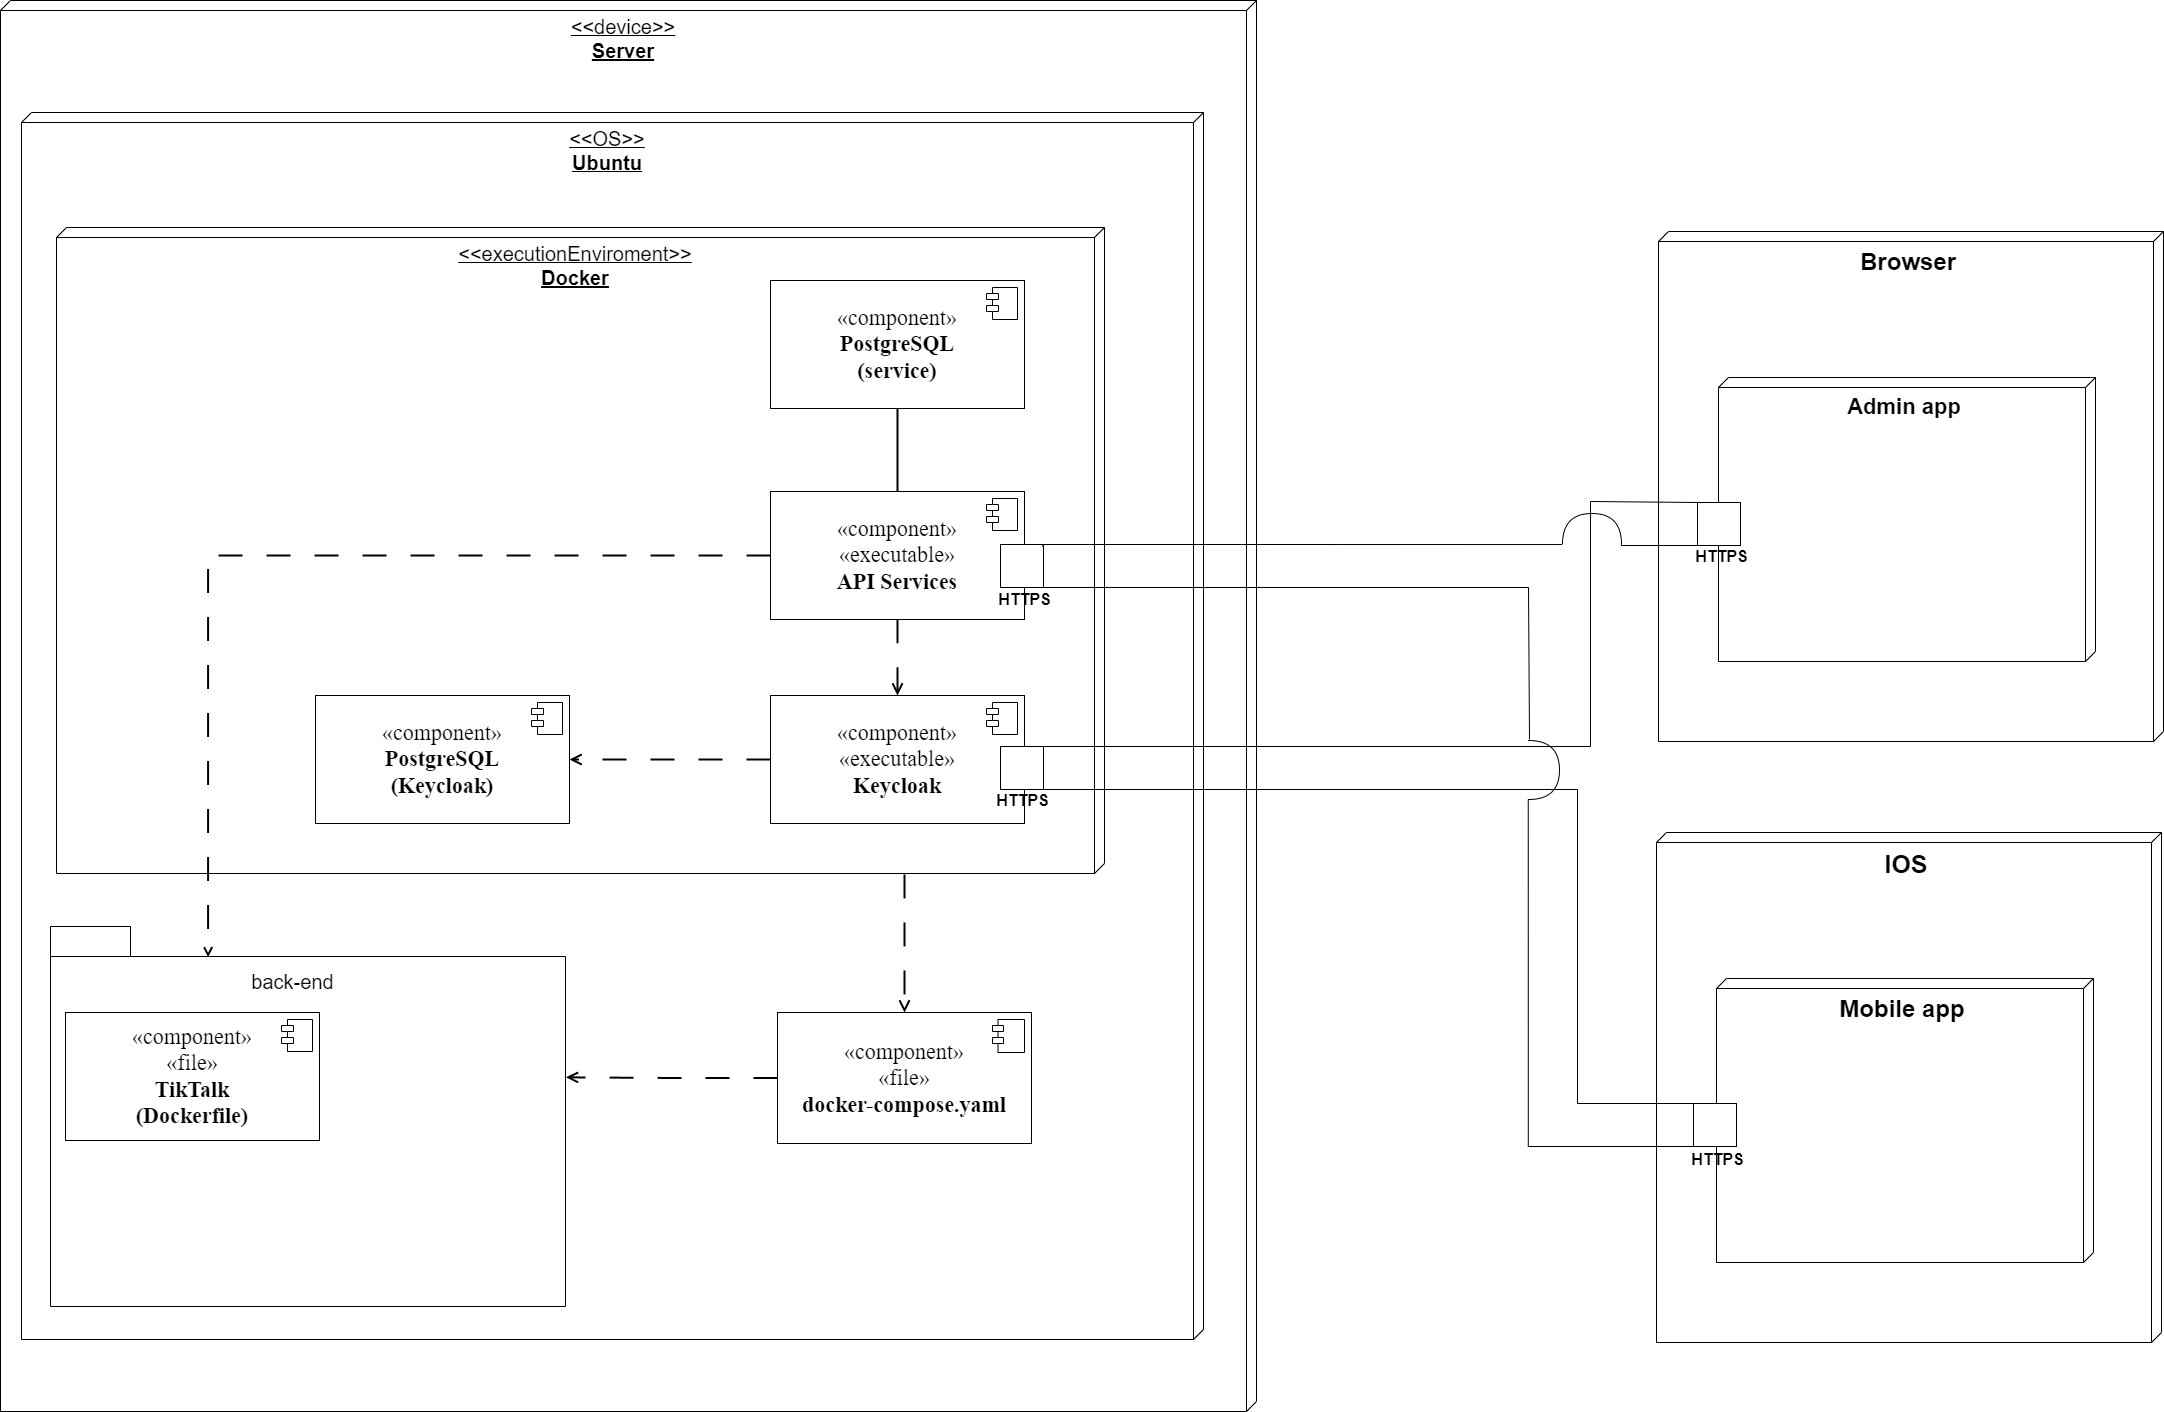 <<device>>
Server
<<OS>>
Ubuntu
<<executionEnviroment>>
Docker
«component»
PostgreSQL
(service)
«component»
«executable»
API Services
HTTPS
«component»
PostgreSQL
(Keycloak)
«component»
«executable»
Keycloak
HTTPS
back-end
«component»
«file»
TikTalk
(Dockerfile)
«component»
«file»
docker-compose.yaml
Browser
Admin app
HTTPS
IOS
Mobile app
HTTPS